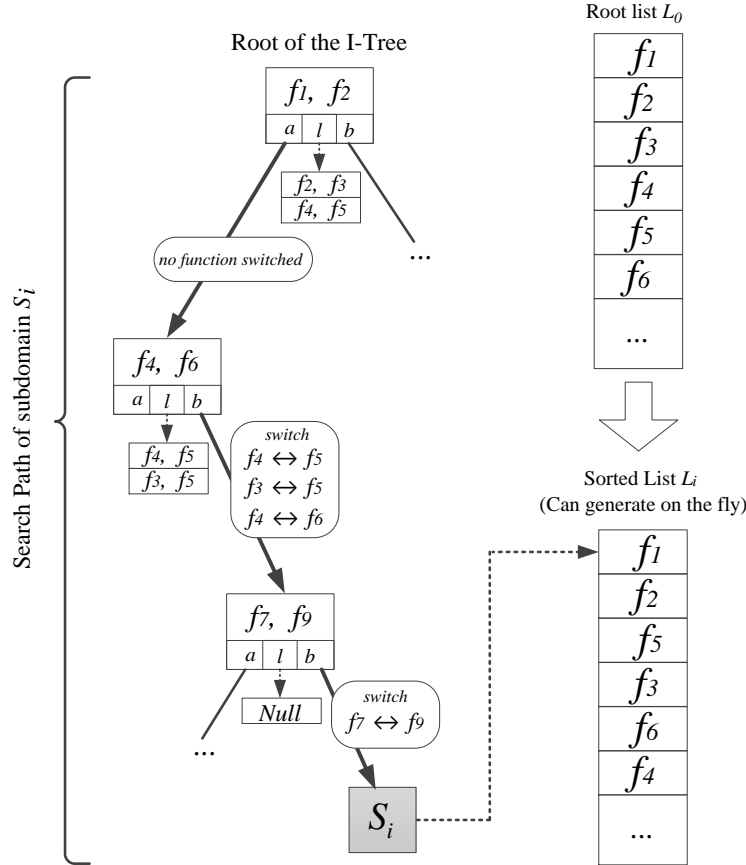 Root of the I-Tree
f1, f2
a l b
f2, f3
f4, f5
no function switched
...
f4, f6
a l b
f4, f5
f3, f5
switch
f4 ↔ f5
f3 ↔ f5
f4 ↔ f6
f7, f9
a l b
Null
...
switch
f7 ↔ f9
Si
Search Path of subdomain Si
Root list L0
f1
f2
f3
f4
f5
f6
...
Sorted List Li
(Can generate on the fly)
f1
f2
f5
f3
f6
f4
...